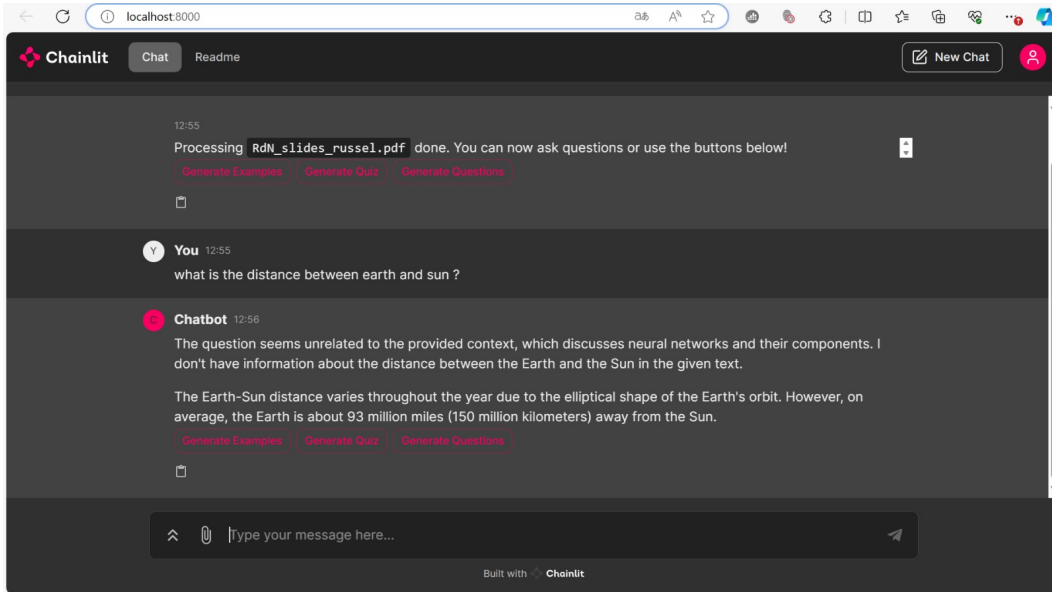 localhost:8000
Chainlit Chat Readme New Chat
12:55
Processing RdN_slides_russel.pdf done. You can now ask questions or use the buttons below!
Generate Examples Generate Quiz Generate Questions
Y You 12:55
what is the distance between earth and sun ?
C Chatbot 12:56
The question seems unrelated to the provided context, which discusses neural networks and their components. I
don't have information about the distance between the Earth and the Sun in the given text.
The Earth-Sun distance varies throughout the year due to the elliptical shape of the Earth's orbit. However, on
average, the Earth is about 93 million miles (150 million kilometers) away from the Sun.
Generate Examples Generate Quiz Generate Questions
Type your message here...
Built with Chainlit